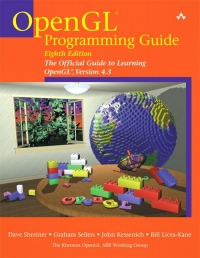 OpenGL®
Programming Guide
Eighth Edition
The Official Guide to Learning
OpenGL®, Version 4.3
Dave Shreiner • Graham Sellers • John Kessenich • Bill Licea-Kane
The Khronos OpenGL ARB Working Group